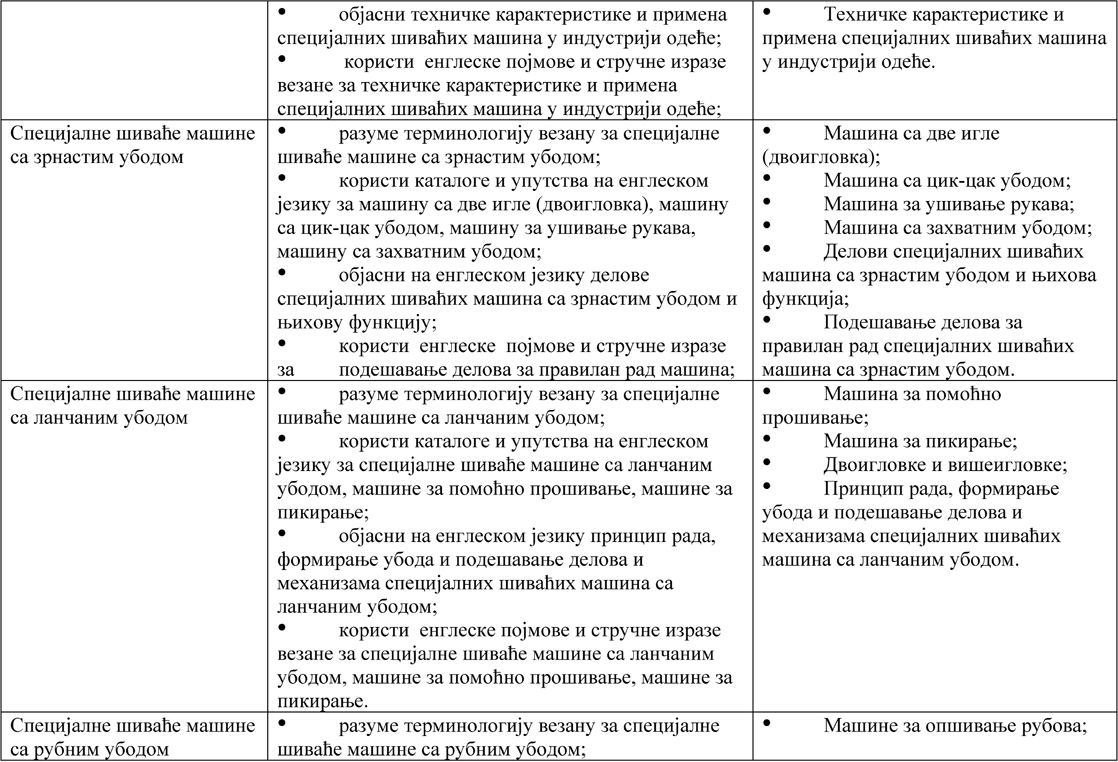 • објасни техничке карактеристике и примена
специјалних шиваћих машина у индустрији одеће;
• користи енглеске појмове и стручне изразе
везане за техничке карактеристике и примена
специјалних шиваћих машина у индустрији одеће;
• Техничке карактеристике и
примена специјалних шиваћих машина
у индустрији одеће.
Специјалне шиваће машине
са зрнастим убодом
• разуме терминологију везану за специјалне
шиваће машине са зрнастим убодом;
• користи каталоге и упутства на енглеском
језику за машину са две игле (двоигловка), машину
са цик-цак убодом, машину за ушивање рукава,
машину са захватним убодом;
• објасни на енглеском језику делове
специјалних шиваћих машина са зрнастим убодом и
њихову функцију;
• користи енглеске појмове и стручне изразе
за подешавање делова за правилан рад машина;
• Машина са две игле
(двоигловка);
• Машина са цик-цак убодом;
• Машина за ушивање рукава;
• Машина са захватним убодом;
• Делови специјалних шиваћих
машина са зрнастим убодом и њихова
функција;
• Подешавање делова за
правилан рад специјалних шиваћих
машина са зрнастим убодом.
Специјалне шиваће машине
са ланчаним убодом
• разуме терминологију везану за специјалне
шиваће машине са ланчаним убодом;
• користи каталоге и упутства на енглеском
језику за специјалне шиваће машине са ланчаним
убодом, машине за помоћно прошивање, машине за
пикирање;
• објасни на енглеском језику принцип рада,
формирање убода и подешавање делова и
механизама специјалних шиваћих машина са
ланчаним убодом;
• користи енглеске појмове и стручне изразе
везане за специјалне шиваће машине са ланчаним
убодом, машине за помоћно прошивање, машине за
пикирање.
• Машина за помоћно
прошивање;
• Машина за пикирање;
• Двоигловке и вишеигловке;
• Принцип рада, формирање
убода и подешавање делова и
механизама специјалних шиваћих
машина са ланчаним убодом.
Специјалне шиваће машине
са рубним убодом
• разуме терминологију везану за специјалне
шиваће машине са рубним убодом;
• Машине за опшивање рубова;